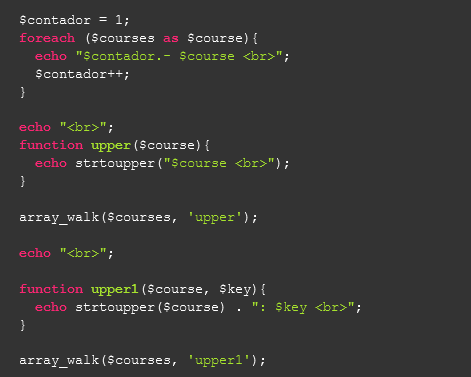 $contador = 1;
foreach ($courses as $course){
  echo "$contador.- $course <br>";
  $contador++;
}

echo "<br>";
function upper($course){
  echo strtoupper("$course <br>");
}

array_walk($courses, 'upper');

echo "<br>";

function upper1($course, $key){
  echo strtoupper($course) . ": $key <br>";
}

array_walk($courses, 'upper1');